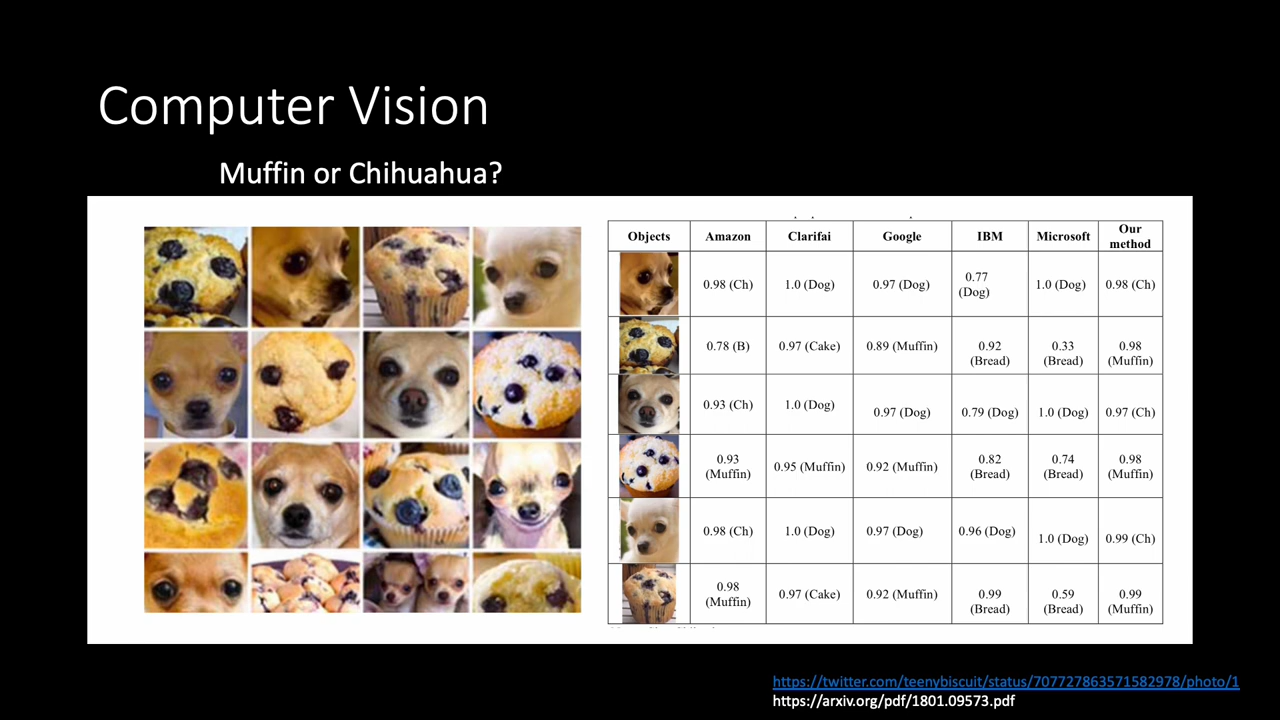 Computer Vision
Muffin or Chihuahua?
Objects Amazon Clarifai Google IBM Microsoft Our method
0.98 (Ch) 1.0 (Dog) 0.97 (Dog) 0.77 (Dog) 1.0 (Dog) 0.98 (Ch)
0.78 (B) 0.97 (Cake) 0.89 (Muffin) 0.92 (Bread) 0.33 (Bread) 0.98 (Muffin)
0.93 (Ch) 1.0 (Dog) 0.97 (Dog) 0.79 (Dog) 1.0 (Dog) 0.97 (Ch)
0.93 (Muffin) 0.95 (Muffin) 0.92 (Muffin) 0.82 (Bread) 0.74 (Bread) 0.98 (Muffin)
0.98 (Ch) 1.0 (Dog) 0.97 (Dog) 0.96 (Dog) 1.0 (Dog) 0.99 (Ch)
0.98 (Muffin) 0.97 (Cake) 0.92 (Muffin) 0.99 (Bread) 0.59 (Bread) 0.99 (Muffin)
https://twitter.com/teenybiscuit/status/707727863571582978/photo/1
https://arxiv.org/pdf/1801.09573.pdf